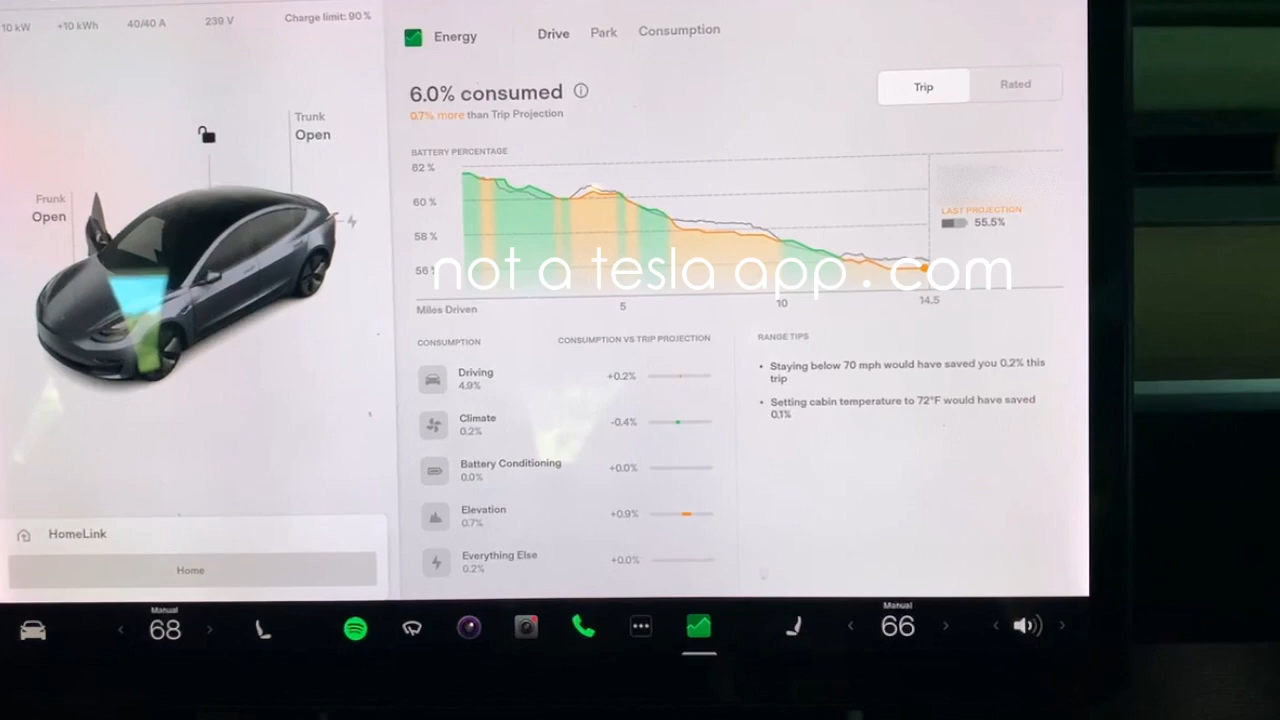 10 kW +10 kWh 40/40 A 239 V Charge limit: 90%
Trunk
Open
Frunk
Open
HomeLink
Home
Energy Drive Park Consumption
6.0% consumed
0.7% more than Trip Projection
Trip Rated
BATTERY PERCENTAGE
62 %
60 %
58 %
56
LAST PROJECTION
55.5%
not a tesla app . com
Miles Driven 5 10 14.5
CONSUMPTION CONSUMPTION VS TRIP PROJECTION
Driving
4.9%
+0.2%
Climate
0.2%
-0.4%
Battery Conditioning
0.0%
+0.0%
Elevation
0.7%
+0.9%
Everything Else
0.2%
+0.0%
RANGE TIPS
• Staying below 70 mph would have saved you 0.2% this
trip
• Setting cabin temperature to 72°F would have saved
0.1%
Manual
68
Manual
66